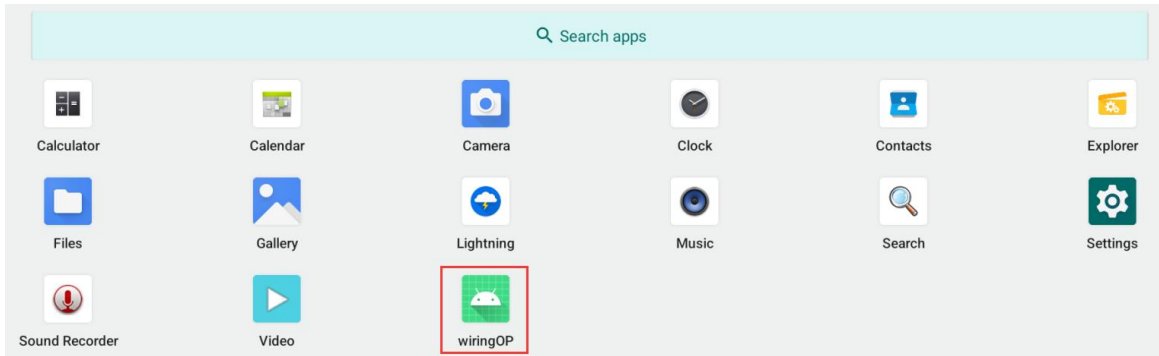 Search apps
Calculator
Calendar
Camera
Clock
Contacts
Explorer
Files
Gallery
Lightning
Music
Search
Settings
Sound Recorder
Video
wiringOP